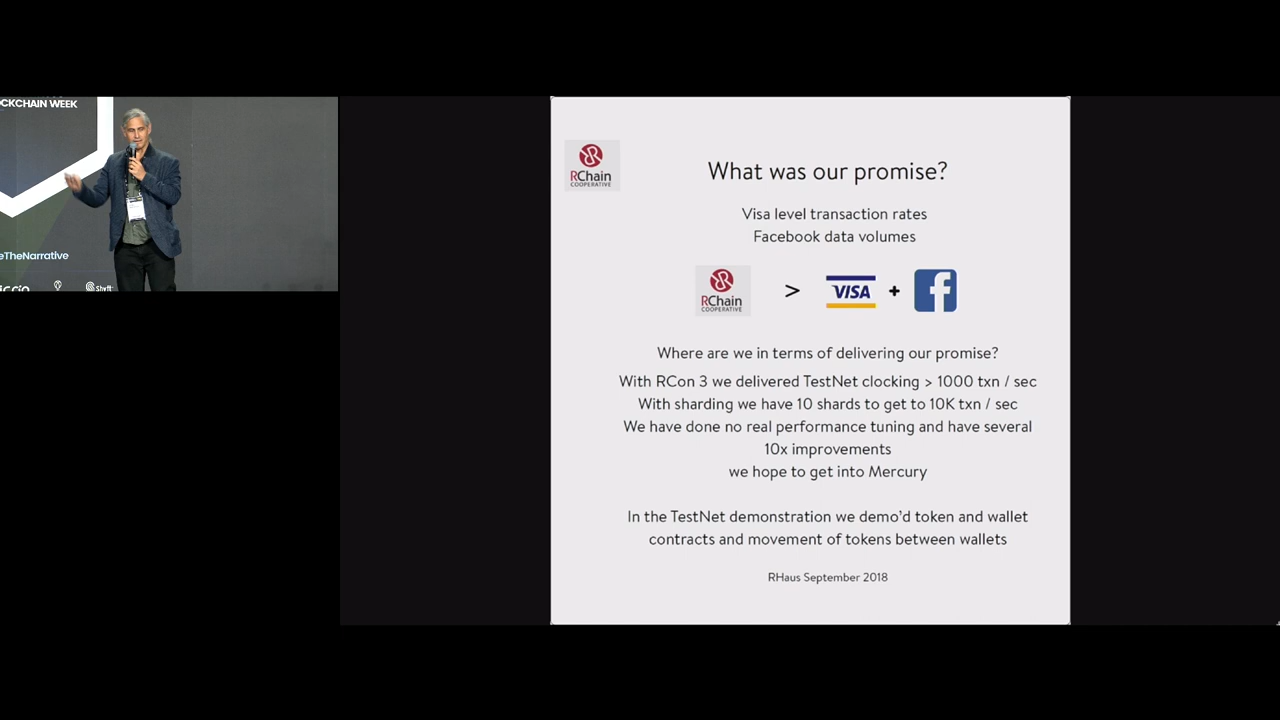 OCKCHAIN WEEK
eTheNarrative
RChain
COOPERATIVE
What was our promise?
Visa level transaction rates
Facebook data volumes
RChain
COOPERATIVE
>
VISA
+
f
Where are we in terms of delivering our promise?
With RCon 3 we delivered TestNet clocking > 1000 txn / sec
With sharding we have 10 shards to get to 10K txn / sec
We have done no real performance tuning and have several
10x improvements
we hope to get into Mercury
In the TestNet demonstration we demo’d token and wallet
contracts and movement of tokens between wallets
RHaus September 2018